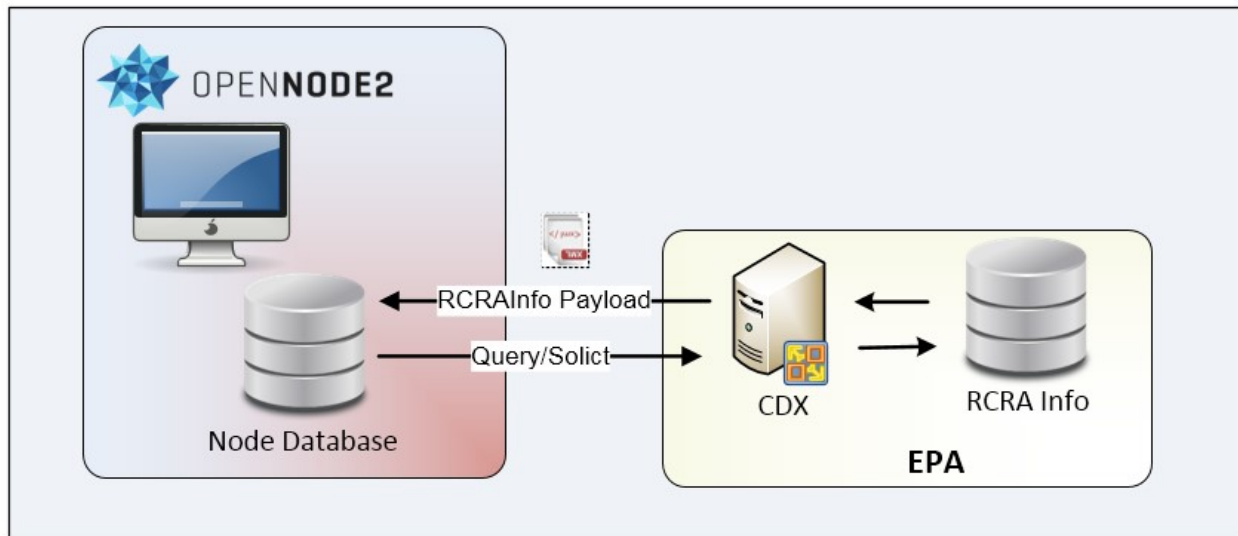 OPENNODE2
RCRAInfo Payload
Query/Solict
Node Database
CDX
RCRA Info
EPA